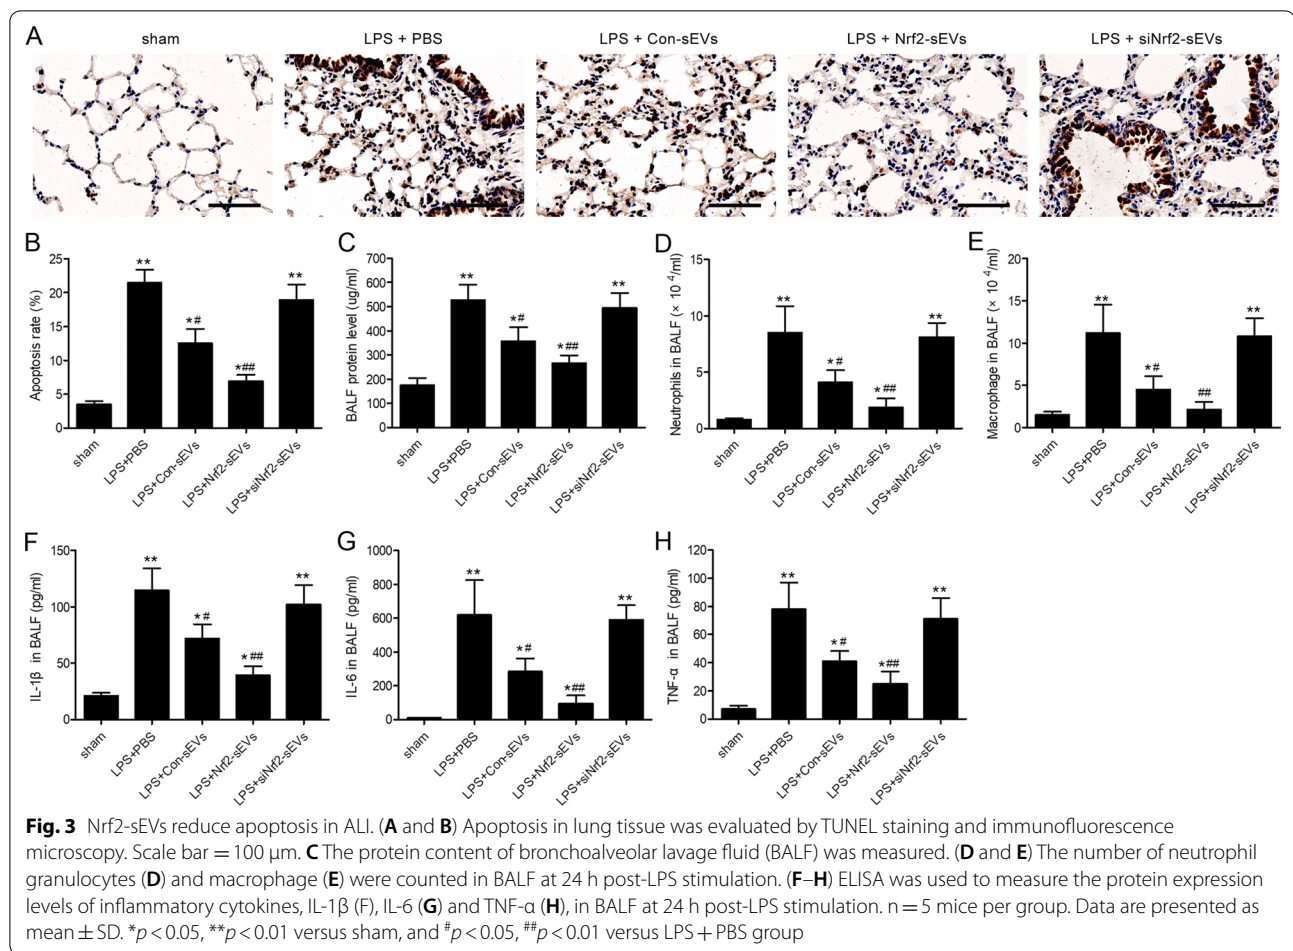 A
sham
LPS + PBS
LPS + Con-sEVs
LPS + Nrf2-sEVs
LPS + siNrf2-sEVs
B
Apoptosis rate (%)
25
20
15
10
5
0
**
*#
*##
**
sham
LPS+PBS
LPS+Con-sEVs
LPS+Nrf2-sEVs
LPS+siNrf2-sEVs
C
BALF protein level (ug/ml)
700
600
500
400
300
200
100
0
**
*#
*##
**
sham
LPS+PBS
LPS+Con-sEVs
LPS+Nrf2-sEVs
LPS+siNrf2-sEVs
D
Neutrophils in BALF (× 10 4/ml)
15
10
5
0
**
*#
*##
**
sham
LPS+PBS
LPS+Con-sEVs
LPS+Nrf2-sEVs
LPS+siNrf2-sEVs
E
Macrophage in BALF (× 10 4/ml)
20
15
10
5
0
**
*#
##
**
sham
LPS+PBS
LPS+Con-sEVs
LPS+Nrf2-sEVs
LPS+siNrf2-sEVs
F
IL-1β in BALF (pg/ml)
150
100
50
0
**
*#
*##
**
sham
LPS+PBS
LPS+Con-sEVs
LPS+Nrf2-sEVs
LPS+siNrf2-sEVs
G
IL-6 in BALF (pg/ml)
1000
800
600
400
200
0
**
*#
*##
**
sham
LPS+PBS
LPS+Con-sEVs
LPS+Nrf2-sEVs
LPS+siNrf2-sEVs
H
TNF-α in BALF (pg/ml)
120
100
80
60
40
20
0
**
*#
*##
**
sham
LPS+PBS
LPS+Con-sEVs
LPS+Nrf2-sEVs
LPS+siNrf2-sEVs
Fig. 3 Nrf2-sEVs reduce apoptosis in ALI. (A and B) Apoptosis in lung tissue was evaluated by TUNEL staining and immunofluorescence
microscopy. Scale bar = 100 μm. C The protein content of bronchoalveolar lavage fluid (BALF) was measured. (D and E) The number of neutrophil
granulocytes (D) and macrophage (E) were counted in BALF at 24 h post-LPS stimulation. (F–H) ELISA was used to measure the protein expression
levels of inflammatory cytokines, IL-1β (F), IL-6 (G) and TNF-α (H), in BALF at 24 h post-LPS stimulation. n = 5 mice per group. Data are presented as
mean ± SD. *p < 0.05, **p < 0.01 versus sham, and #p < 0.05, ##p < 0.01 versus LPS + PBS group